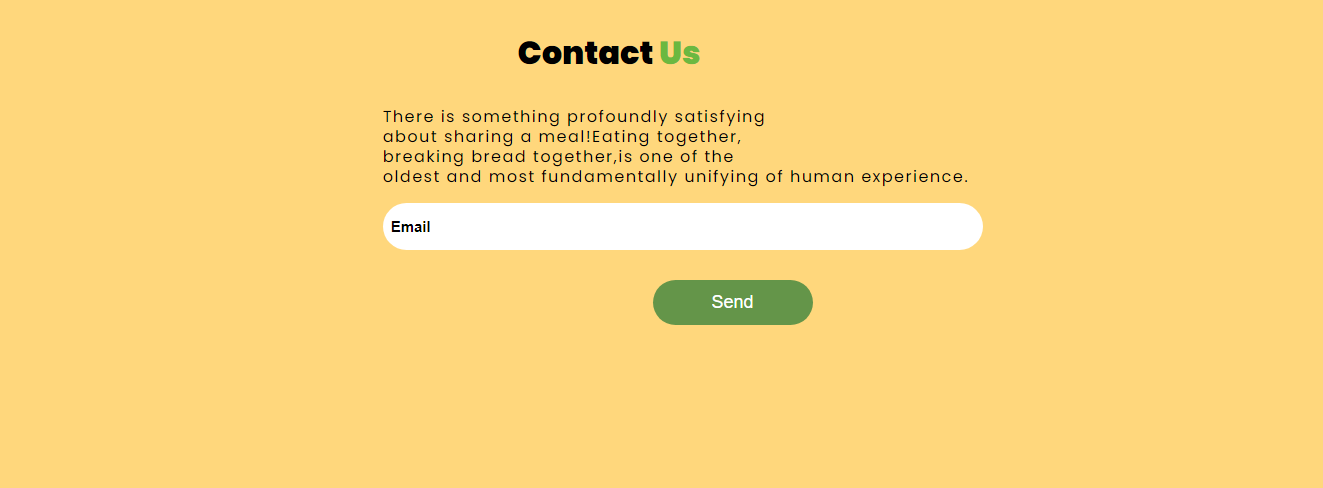 Contact Us
There is something profoundly satisfying
about sharing a meal!Eating together,
breaking bread together,is one of the
oldest and most fundamentally unifying of human experience.
Email
Send